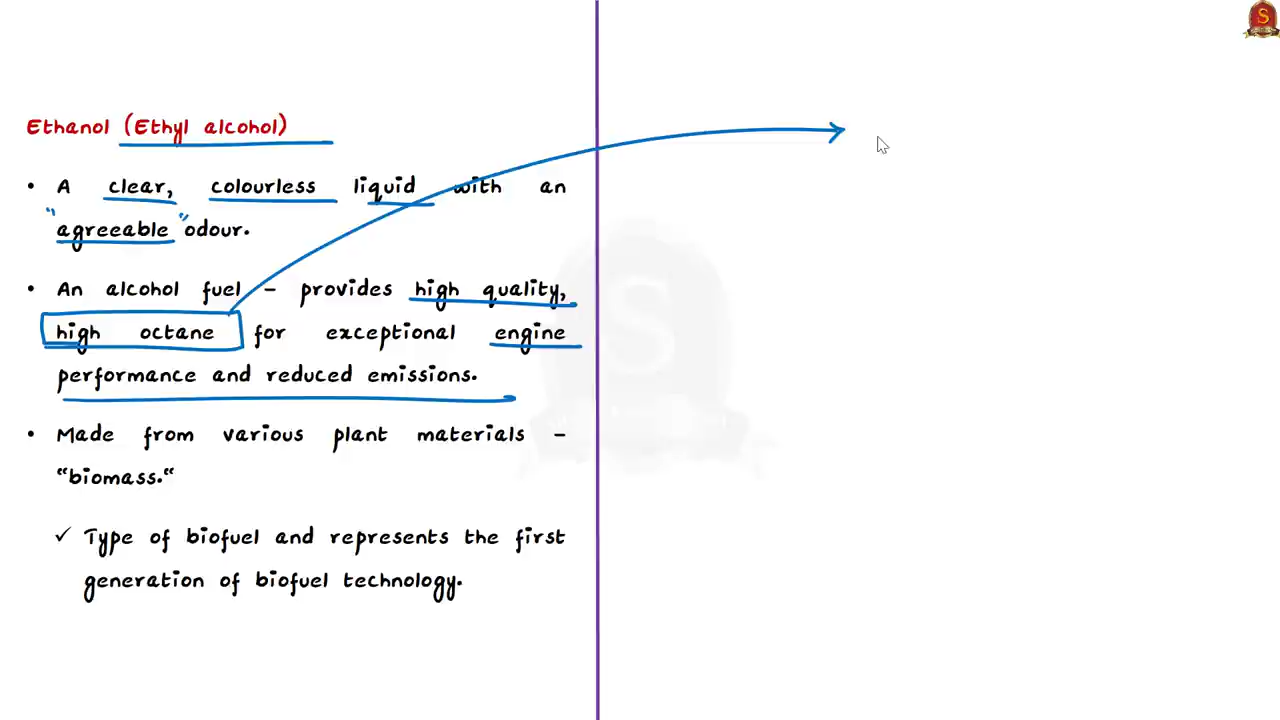 Ethanol (Ethyl alcohol)
• A clear, colourless liquid with an
"agreeable" odour.
• An alcohol fuel – provides high quality,
high octane for exceptional engine
performance and reduced emissions.
• Made from various plant materials –
“biomass.“
✓ Type of biofuel and represents the first
generation of biofuel technology.
S
S